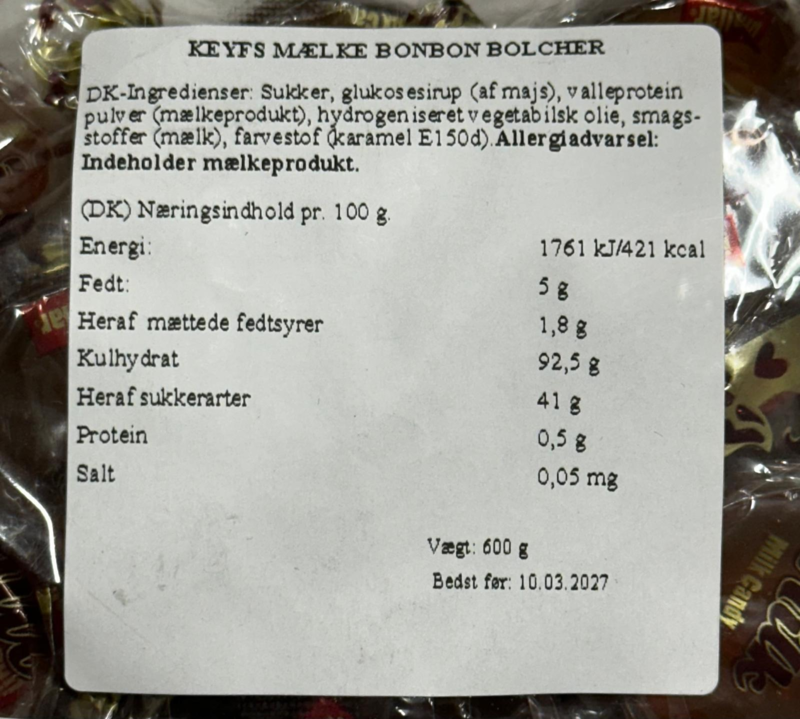 KEYFS MÆLKE BONBON BOLCHER
DK-Ingredienser: Sukker, glukosesirup (af majs), valleprotein
pulver (mælkeprodukt), hydrogeniseret vegetabilsk olie, smags-
stoffer (mælk), farvestof (karamel E150d).Allergiadvarsel:
Indeholder mælkeprodukt.
(DK) Næringsindhold pr. 100 g.
Energi: 1761 kJ/421 kcal
Fedt: 5 g
Heraf mættede fedtsyrer 1,8 g
Kulhydrat 92,5 g
Heraf sukkerarter 41 g
Protein 0,5 g
Salt 0,05 mg
Vægt: 600 g
Bedst før: 10.03.2027
Milk Candy